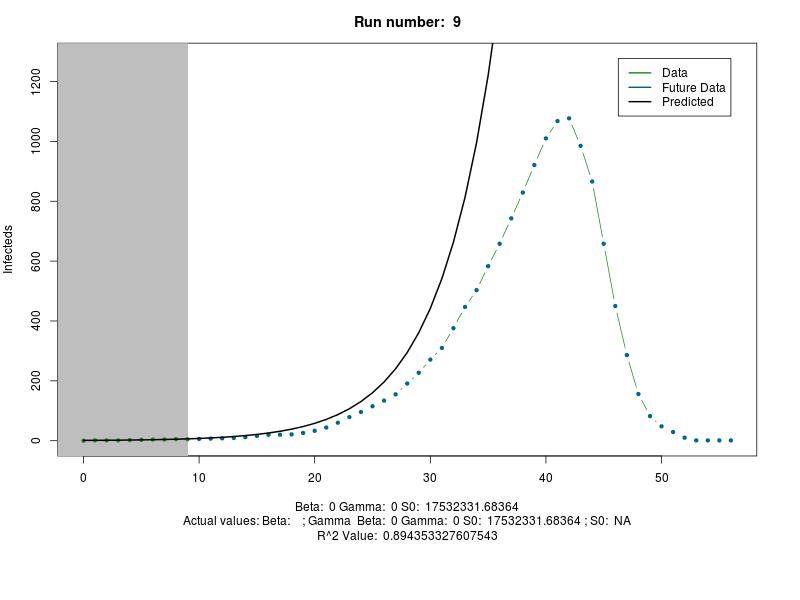 Run number: 9
Data
Future Data
Predicted
1200
1000
800
600
400
200
0
Infecteds
0 10 20 30 40 50
Beta: 0 Gamma: 0 S0: 17532331.68364
Actual values: Beta: ; Gamma Beta: 0 Gamma: 0 S0: 17532331.68364 ; S0: NA
R^2 Value: 0.894353327607543